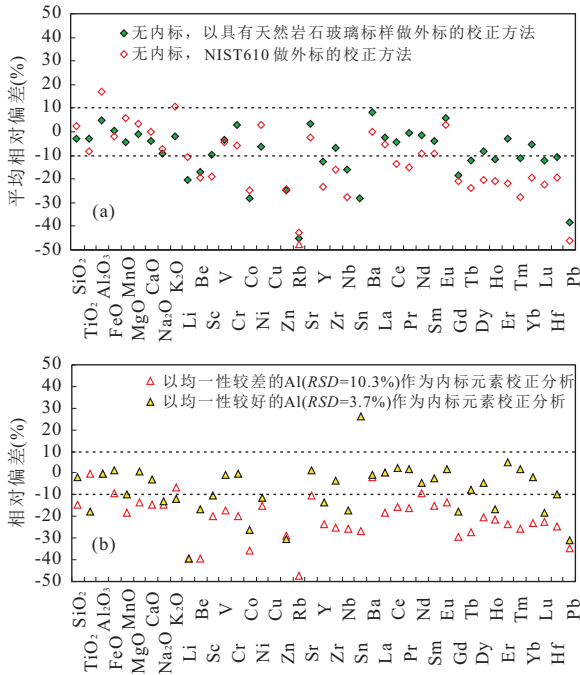 50
40
30
20
10
0
-10
-20
-30
-40
-50
平均相对偏差(%)
无内标，以具有天然岩石玻璃标样做外标的校正方法
无内标，NIST610做外标的校正方法
(a)
SiO₂ TiO₂ Al₂O₃ FeO MnO MgO CaO Na₂O K₂O Li Be Sc V Cr Co Ni Zn Rb Sr Y Zr Nb Sn Ba La Ce Pr Nd Sm Eu Gd Tb Dy Ho Er Tm Yb Lu Hf Pb
50
40
30
20
10
0
-10
-20
-30
-40
-50
相对偏差(%)
以均一性较差的Al(RSD=10.3%)作为内标元素校正分析
以均一性较好的Al(RSD=3.7%)作为内标元素校正分析
(b)
SiO₂ TiO₂ Al₂O₃ FeO MnO MgO CaO Na₂O K₂O Li Be Sc V Cr Co Ni Zn Rb Sr Y Zr Nb Sn Ba La Ce Pr Nd Sm Eu Gd Tb Dy Ho Er Tm Yb Lu Hf Pb